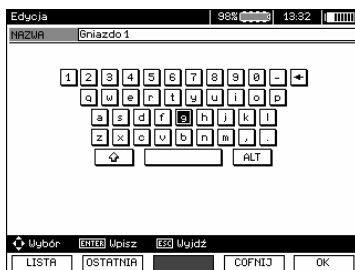 Edycja 98% 13:32
NAZWA Gniazdo 1
1 2 3 4 5 6 7 8 9 0 -
q w e r t y u i o p
a s d f g h j k l
z x c v b n m , .
ALT
Wybór ENTER Wpisz ESC Wyjdź
LISTA OSTATNIA COFNIJ OK